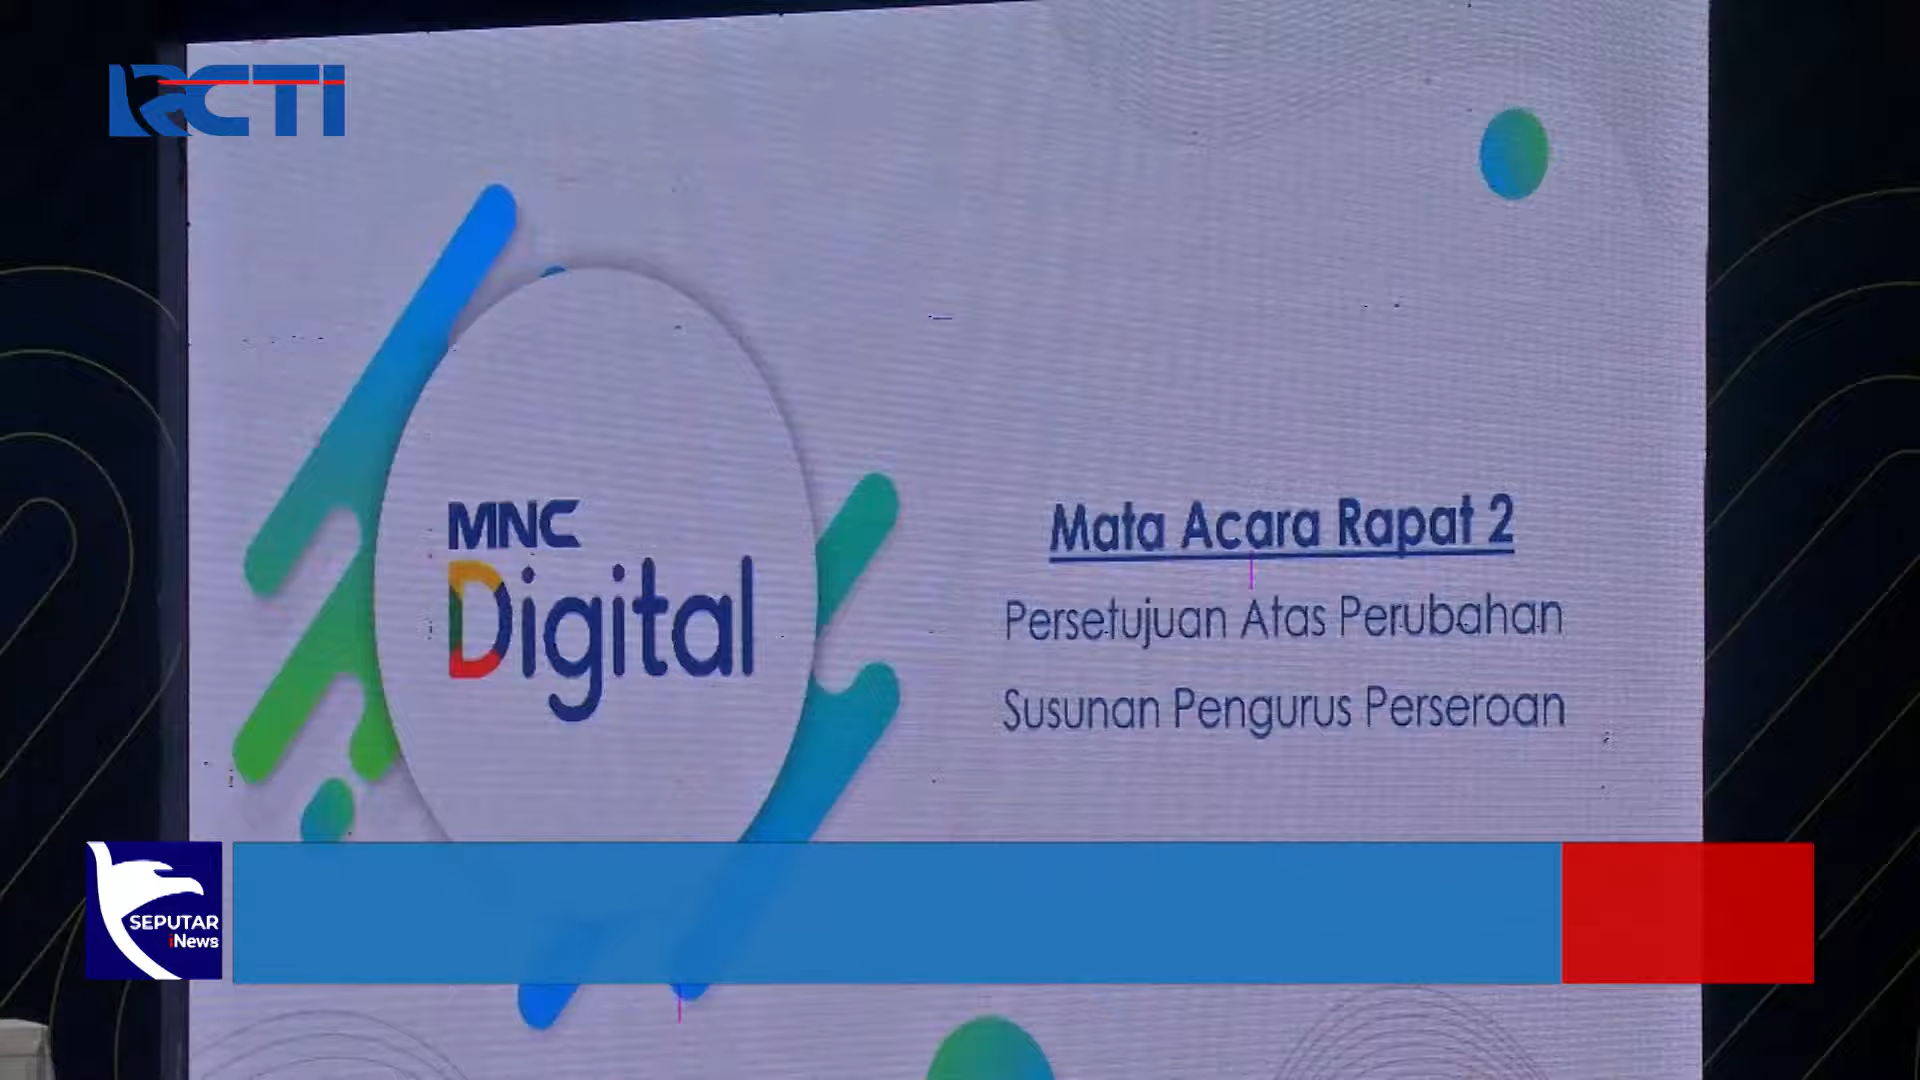 RCTI
MNC
Digital
Mata Acara Rapat 2
Persetujuan Atas Perubahan
Susunan Pengurus Perseroan
SEPUTAR
iNews